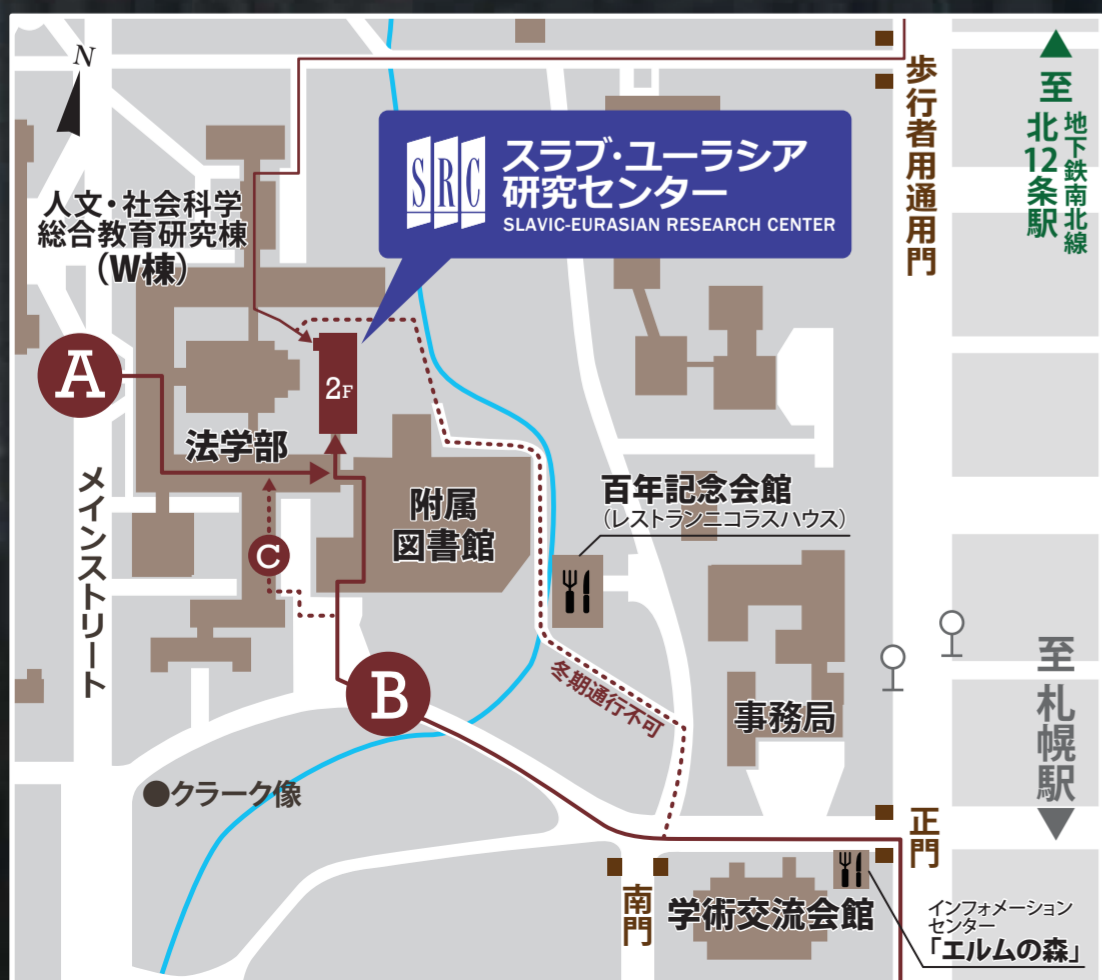 N
歩行者用通用門
至
北12条駅
地下鉄南北線
SRC
スラブ・ユーラシア
研究センター
SLAVIC-EURASIAN RESEARCH CENTER
人文・社会科学
総合教育研究棟
(W棟)
A
2F
法学部
メインストリート
附属
図書館
百年記念会館
(レストランニコラスハウス)
C
B
冬期通行不可
事務局
至
札幌駅
クラーク像
正門
南門
学術交流会館
インフォメーション
センター
「エルムの森」